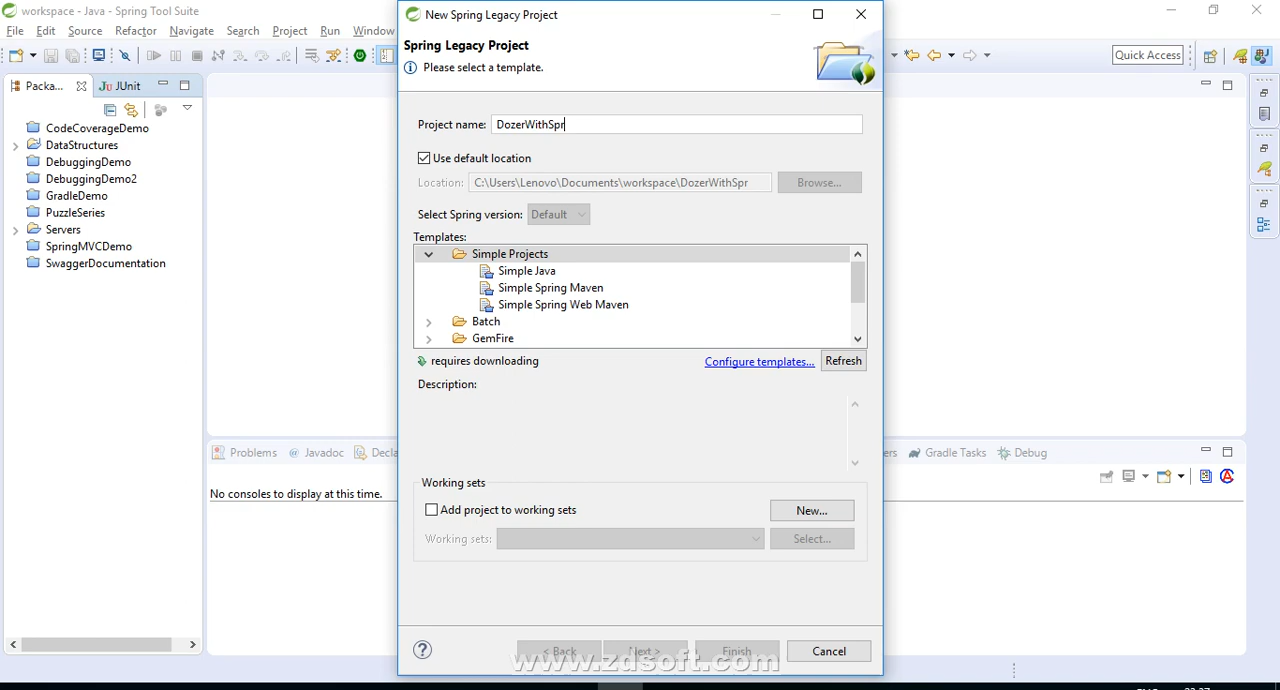 workspace - Java - Spring Tool Suite
File Edit Source Refactor Navigate Search Project Run Window
Quick Access
Packa...
JUnit
CodeCoverageDemo
DataStructures
DebuggingDemo
DebuggingDemo2
GradleDemo
PuzzleSeries
Servers
SpringMVCDemo
SwaggerDocumentation
New Spring Legacy Project
Spring Legacy Project
Please select a template.
Project name: DozerWithSpr
Use default location
Location: C:\Users\Lenovo\Documents\workspace\DozerWithSpr Browse...
Select Spring version: Default
Templates:
Simple Projects
Simple Java
Simple Spring Maven
Simple Spring Web Maven
Batch
GemFire
requires downloading Configure templates... Refresh
Description:
Working sets
Add project to working sets New...
Working sets: Select...
< Back Next > Finish Cancel
www.zdsoft.com
Problems @ Javadoc Decla
ers Gradle Tasks Debug
No consoles to display at this time.